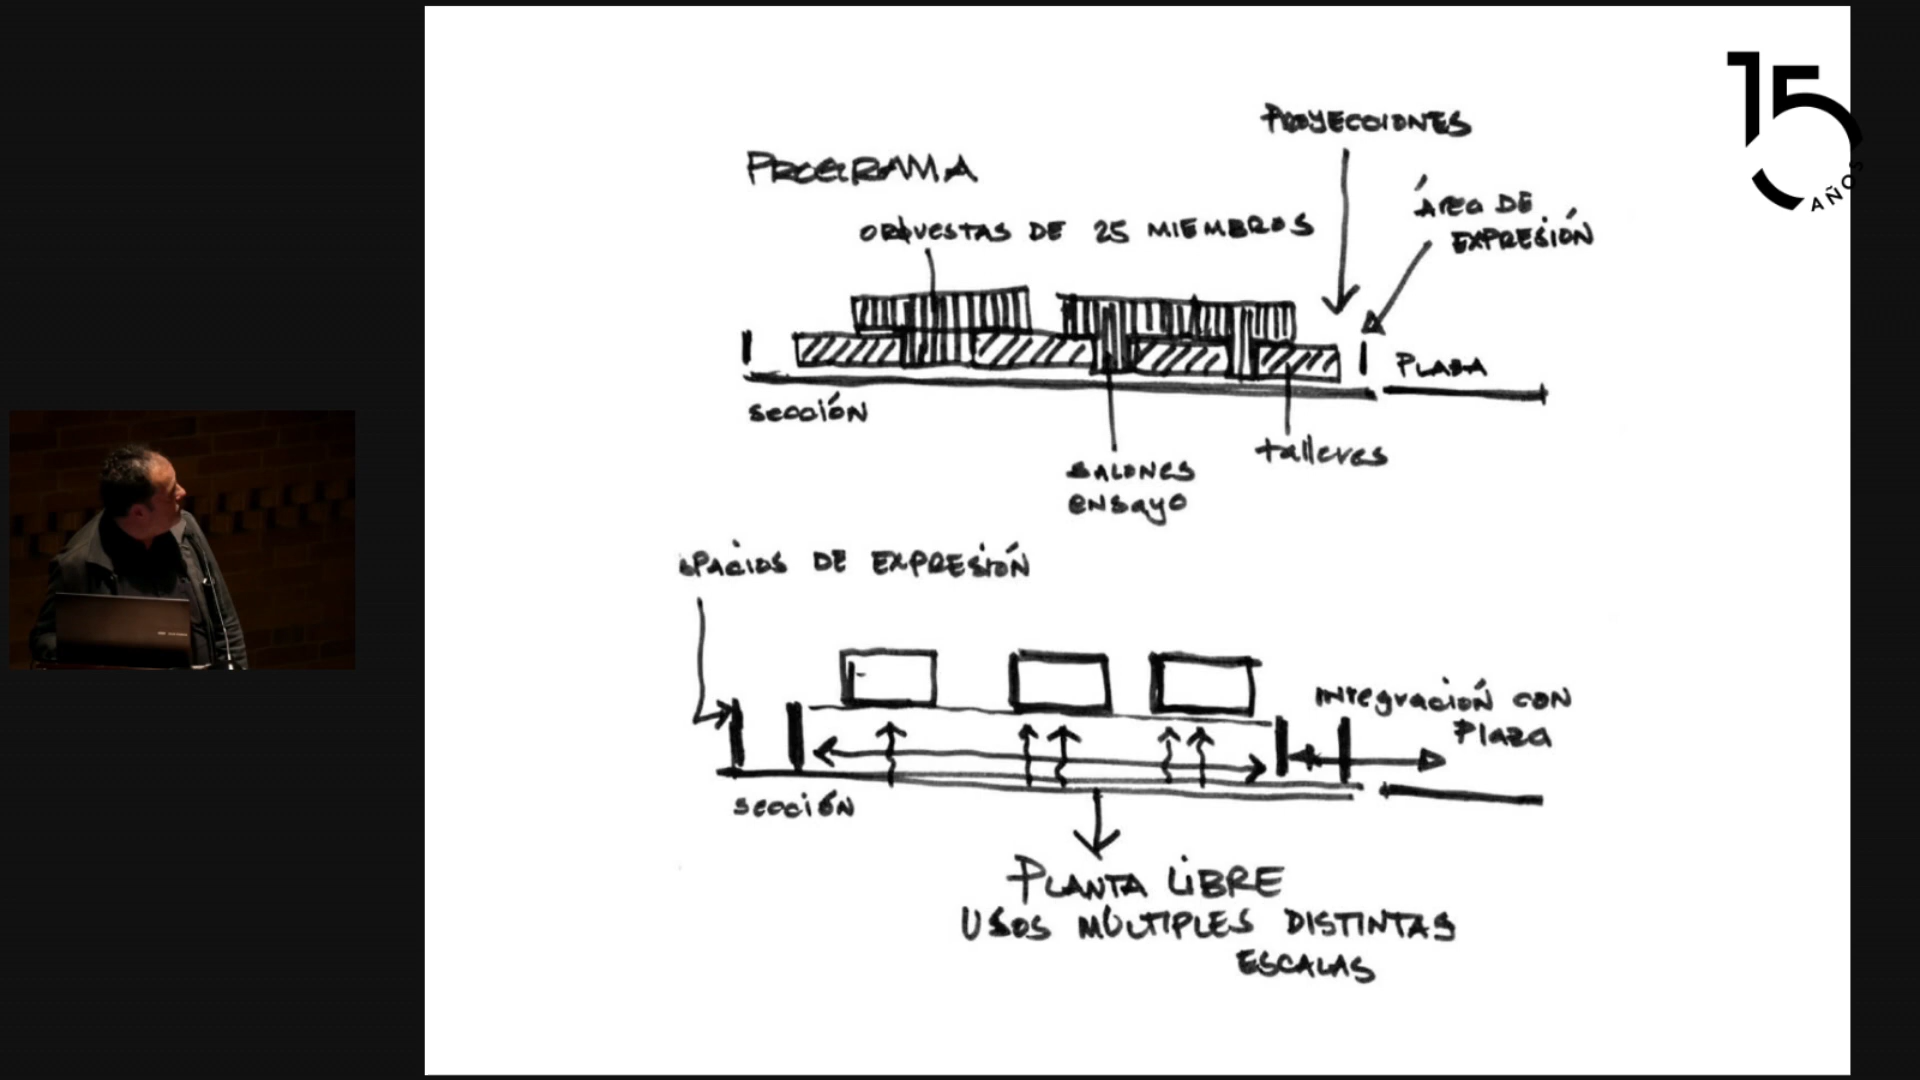 15
AÑOS
PROYECCIONES
PROGRAMA
ÁREA DE
EXPRESIÓN
ORQUESTAS DE 25 MIEMBROS
PLAZA
sección
talleres
SALONES
ensayo
SPACIOS DE EXPRESIÓN
integración con
Plaza
sección
PLANTA LIBRE
USOS MÚLTIPLES DISTINTAS
ESCALAS